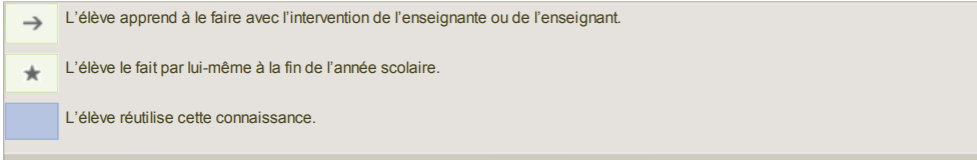 → L’élève apprend à le faire avec l’intervention de l’enseignante ou de l’enseignant.
★ L’élève le fait par lui-même à la fin de l’année scolaire.
L’élève réutilise cette connaissance.